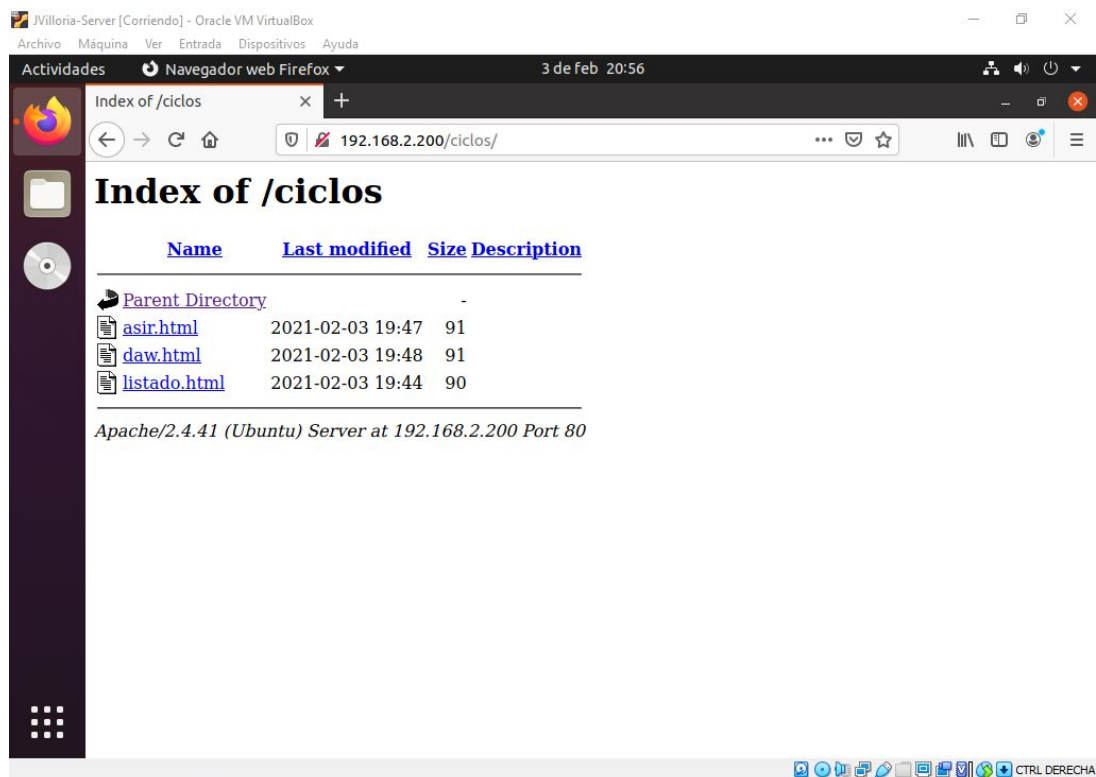 JVilloria-Server [Corriendo] - Oracle VM VirtualBox
Archivo Máquina Ver Entrada Dispositivos Ayuda
Actividades Navegador web Firefox 3 de feb 20:56
Index of /ciclos
192.168.2.200/ciclos/
Index of /ciclos
Name Last modified Size Description
Parent Directory -
asir.html 2021-02-03 19:47 91
daw.html 2021-02-03 19:48 91
listado.html 2021-02-03 19:44 90
Apache/2.4.41 (Ubuntu) Server at 192.168.2.200 Port 80
CTRL DERECHA